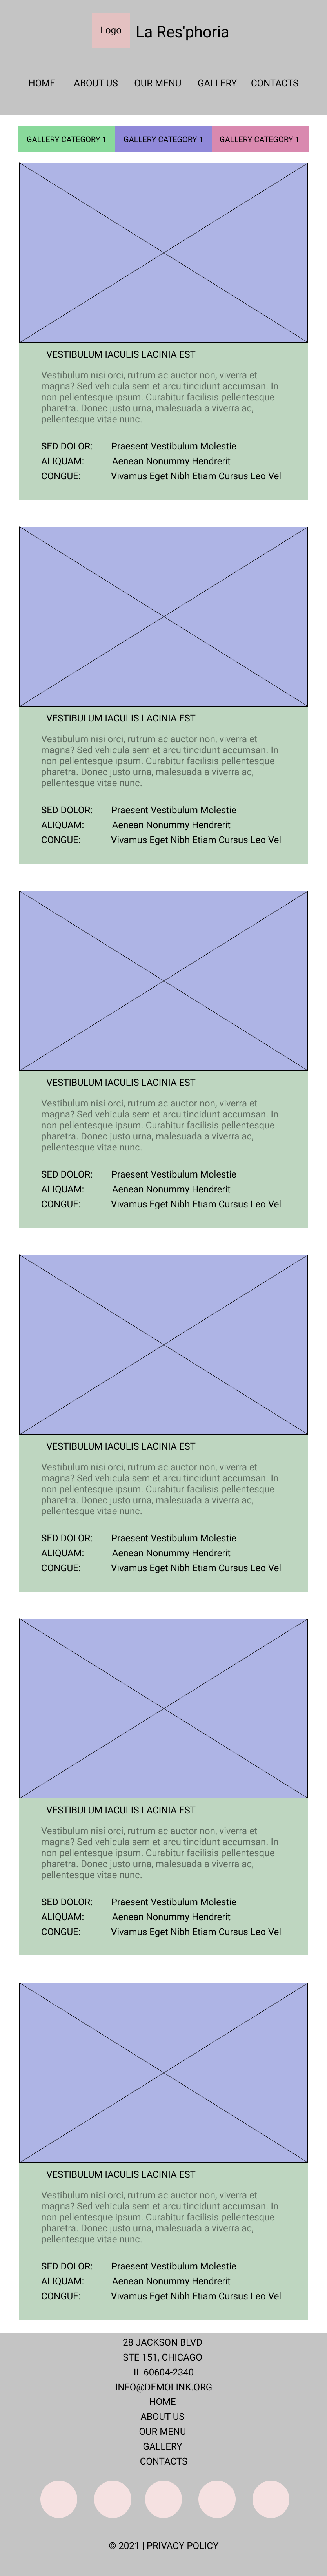 Logo
La Res'phoria
HOME ABOUT US OUR MENU GALLERY CONTACTS
GALLERY CATEGORY 1 GALLERY CATEGORY 1 GALLERY CATEGORY 1
VESTIBULUM IACULIS LACINIA EST
Vestibulum nisi orci, rutrum ac auctor non, viverra et
magna? Sed vehicula sem et arcu tincidunt accumsan. In
non pellentesque ipsum. Curabitur facilisis pellentesque
pharetra. Donec justo urna, malesuada a viverra ac,
pellentesque vitae nunc.
SED DOLOR: Praesent Vestibulum Molestie
ALIQUAM: Aenean Nonummy Hendrerit
CONGUE: Vivamus Eget Nibh Etiam Cursus Leo Vel
VESTIBULUM IACULIS LACINIA EST
Vestibulum nisi orci, rutrum ac auctor non, viverra et
magna? Sed vehicula sem et arcu tincidunt accumsan. In
non pellentesque ipsum. Curabitur facilisis pellentesque
pharetra. Donec justo urna, malesuada a viverra ac,
pellentesque vitae nunc.
SED DOLOR: Praesent Vestibulum Molestie
ALIQUAM: Aenean Nonummy Hendrerit
CONGUE: Vivamus Eget Nibh Etiam Cursus Leo Vel
VESTIBULUM IACULIS LACINIA EST
Vestibulum nisi orci, rutrum ac auctor non, viverra et
magna? Sed vehicula sem et arcu tincidunt accumsan. In
non pellentesque ipsum. Curabitur facilisis pellentesque
pharetra. Donec justo urna, malesuada a viverra ac,
pellentesque vitae nunc.
SED DOLOR: Praesent Vestibulum Molestie
ALIQUAM: Aenean Nonummy Hendrerit
CONGUE: Vivamus Eget Nibh Etiam Cursus Leo Vel
VESTIBULUM IACULIS LACINIA EST
Vestibulum nisi orci, rutrum ac auctor non, viverra et
magna? Sed vehicula sem et arcu tincidunt accumsan. In
non pellentesque ipsum. Curabitur facilisis pellentesque
pharetra. Donec justo urna, malesuada a viverra ac,
pellentesque vitae nunc.
SED DOLOR: Praesent Vestibulum Molestie
ALIQUAM: Aenean Nonummy Hendrerit
CONGUE: Vivamus Eget Nibh Etiam Cursus Leo Vel
VESTIBULUM IACULIS LACINIA EST
Vestibulum nisi orci, rutrum ac auctor non, viverra et
magna? Sed vehicula sem et arcu tincidunt accumsan. In
non pellentesque ipsum. Curabitur facilisis pellentesque
pharetra. Donec justo urna, malesuada a viverra ac,
pellentesque vitae nunc.
SED DOLOR: Praesent Vestibulum Molestie
ALIQUAM: Aenean Nonummy Hendrerit
CONGUE: Vivamus Eget Nibh Etiam Cursus Leo Vel
VESTIBULUM IACULIS LACINIA EST
Vestibulum nisi orci, rutrum ac auctor non, viverra et
magna? Sed vehicula sem et arcu tincidunt accumsan. In
non pellentesque ipsum. Curabitur facilisis pellentesque
pharetra. Donec justo urna, malesuada a viverra ac,
pellentesque vitae nunc.
SED DOLOR: Praesent Vestibulum Molestie
ALIQUAM: Aenean Nonummy Hendrerit
CONGUE: Vivamus Eget Nibh Etiam Cursus Leo Vel
28 JACKSON BLVD
STE 151, CHICAGO
IL 60604-2340
INFO@DEMOLINK.ORG
HOME
ABOUT US
OUR MENU
GALLERY
CONTACTS
© 2021 | PRIVACY POLICY